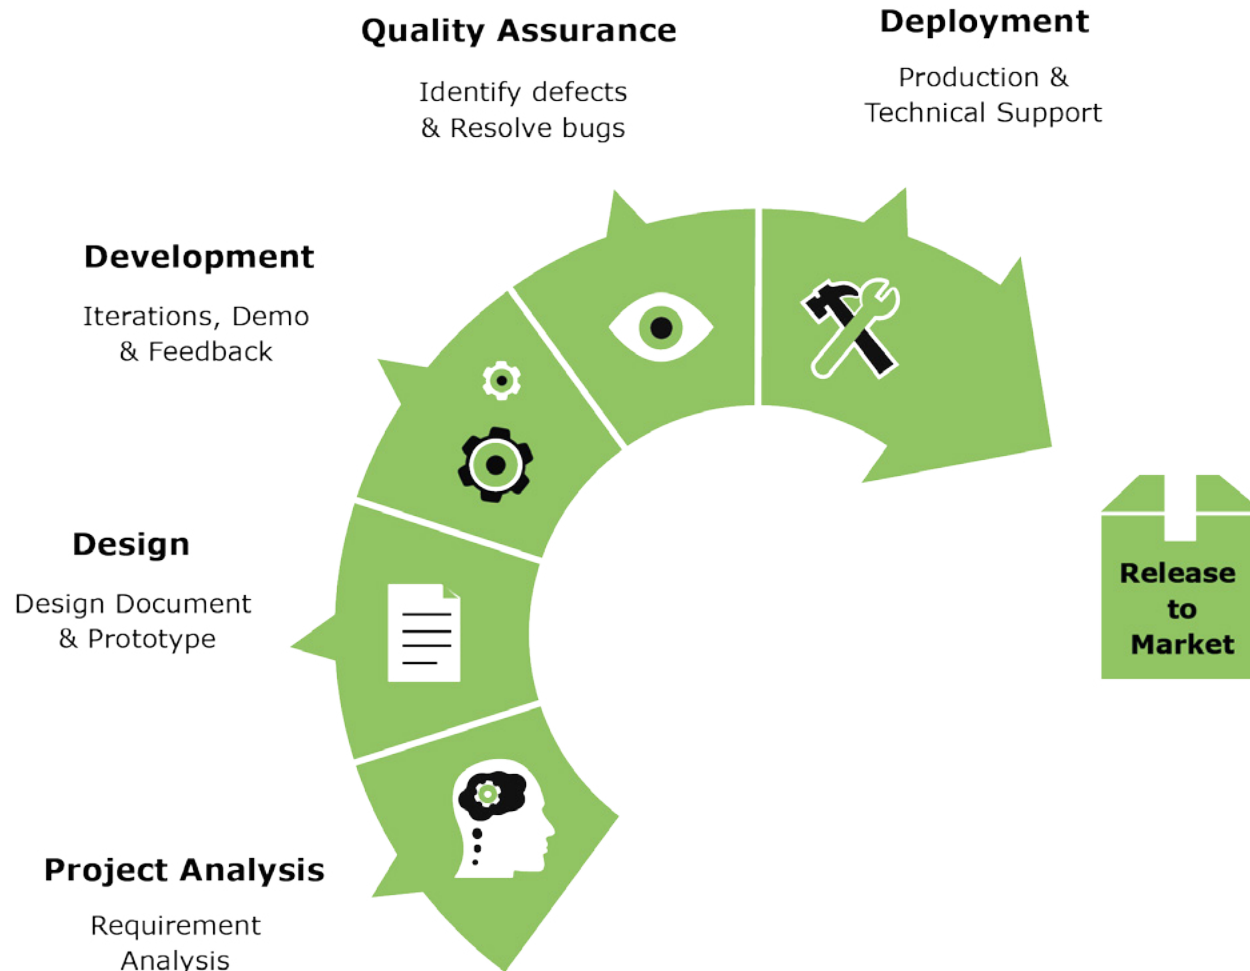 Quality Assurance
Identify defects
& Resolve bugs
Deployment
Production &
Technical Support
Development
Iterations, Demo
& Feedback
Design
Design Document
& Prototype
Release
to
Market
Project Analysis
Requirement
Analysis